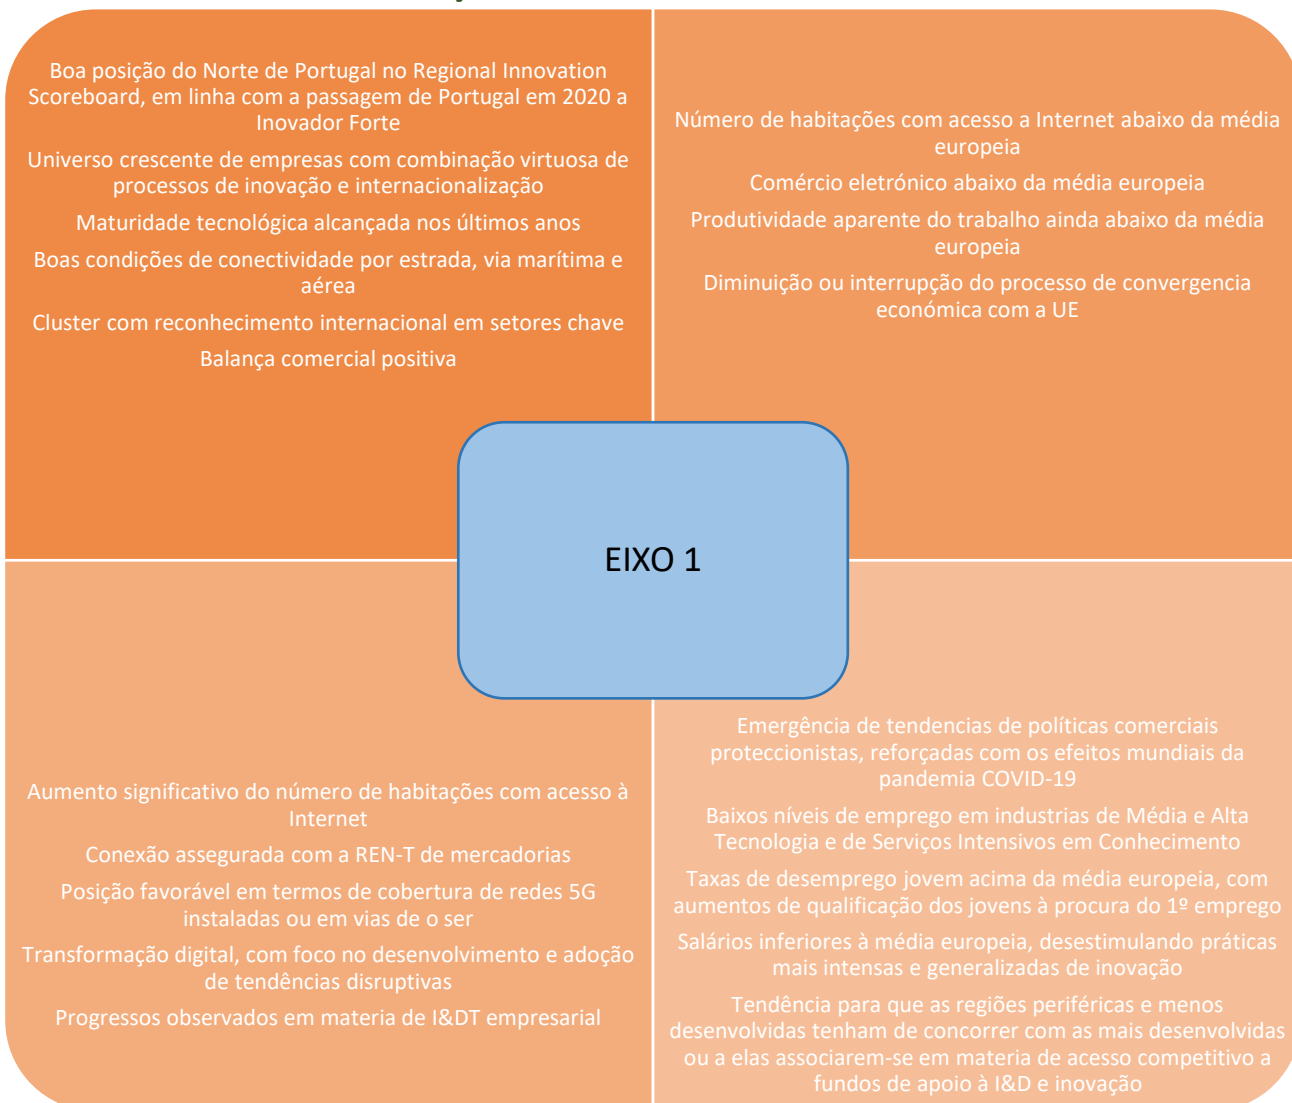 Boa posição do Norte de Portugal no Regional Innovation
Scoreboard, em linha com a passagem de Portugal em 2020 a
Inovador Forte
Universo crescente de empresas com combinação virtuosa de
processos de inovação e internacionalização
Maturidade tecnológica alcançada nos últimos anos
Boas condições de conectividade por estrada, via marítima e
aérea
Cluster com reconhecimento internacional em setores chave
Balança comercial positiva
Número de habitações com acesso a Internet abaixo da média
europeia
Comércio eletrónico abaixo da média europeia
Produtividade aparente do trabalho ainda abaixo da média
europeia
Diminuição ou interrupção do processo de convergencia
económica com a UE
EIXO 1
Aumento significativo do número de habitações com acesso à
Internet
Conexão assegurada com a REN-T de mercadorias
Posição favorável em termos de cobertura de redes 5G
instaladas ou em vias de o ser
Transformação digital, com foco no desenvolvimento e adoção
de tendências disruptivas
Progressos observados em materia de I&DT empresarial
Emergência de tendencias de políticas comerciais
proteccionistas, reforçadas com os efeitos mundiais da
pandemia COVID-19
Baixos níveis de emprego em industrias de Média e Alta
Tecnologia e de Serviços Intensivos em Conhecimento
Taxas de desemprego jovem acima da média europeia, com
aumentos de qualificação dos jovens à procura do 1º emprego
Salários inferiores à média europeia, desestimulando práticas
mais intensas e generalizadas de inovação
Tendência para que as regiões periféricas e menos
desenvolvidas tenham de concorrer com as mais desenvolvidas
ou a elas associarem-se em materia de acesso competitivo a
fundos de apoio à I&D e inovação